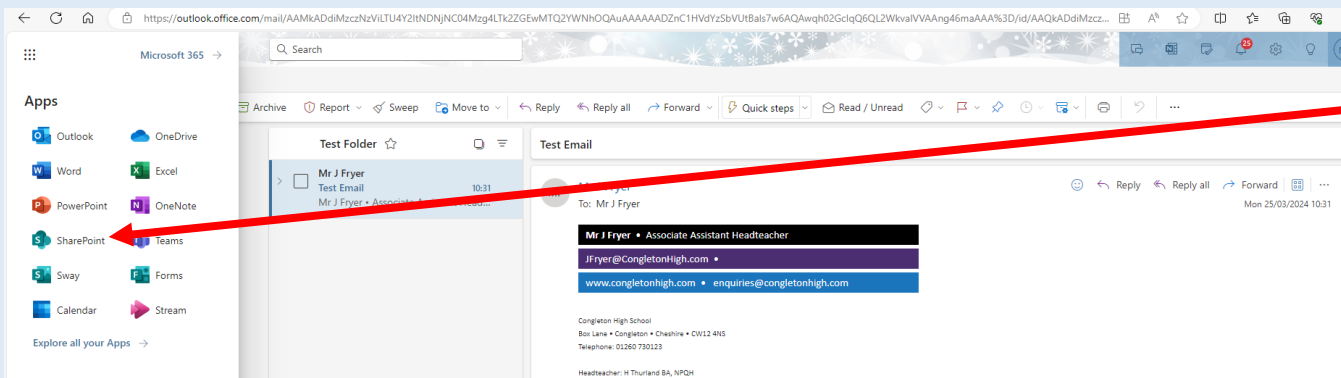 https://outlook.office.com/mail/AAMkADdiMzczNzViLTU4Y2ItNDNjNC04Mzg4LTk2ZGEwMTQ2YWNhOQAuAAAAAADZnC1HVdYzSbVUtBals7w6AQAwqh02GclqQ6QL2WkvalVVAAng46maAAA%3D/id/AAQkADdiMzcz...
Microsoft 365
Search
25
Apps
Archive Report Sweep Move to Reply Reply all Forward Quick steps Read / Unread
Outlook OneDrive
Word Excel
PowerPoint OneNote
SharePoint Teams
Sway Forms
Calendar Stream
Explore all your Apps
Test Folder
Mr J Fryer
Test Email 10:31
Mr J Fryer • Associate
Test Email
To: Mr J Fryer
Reply Reply all Forward
Mon 25/03/2024 10:31
Mr J Fryer • Associate Assistant Headteacher
JFryer@CongletonHigh.com •
www.congletonhigh.com • enquiries@congletonhigh.com
Congleton High School
Box Lane • Congleton • Cheshire • CW12 4NS
Telephone: 01260 730123
Headteacher: H Thurland BA, NPQH